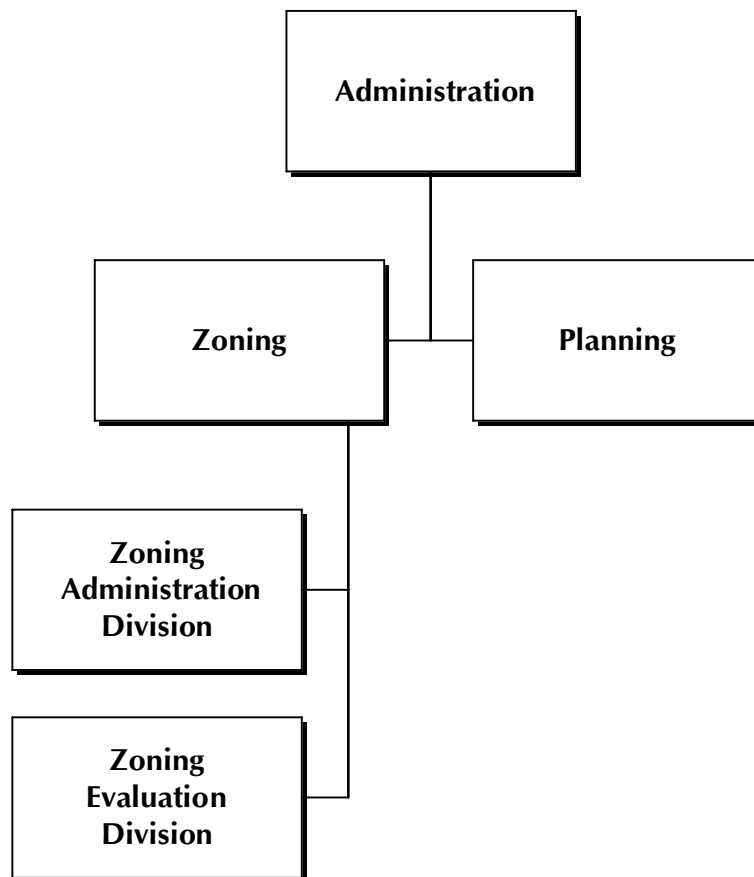 Administration
Zoning
Planning
Zoning
Administration
Division
Zoning
Evaluation
Division